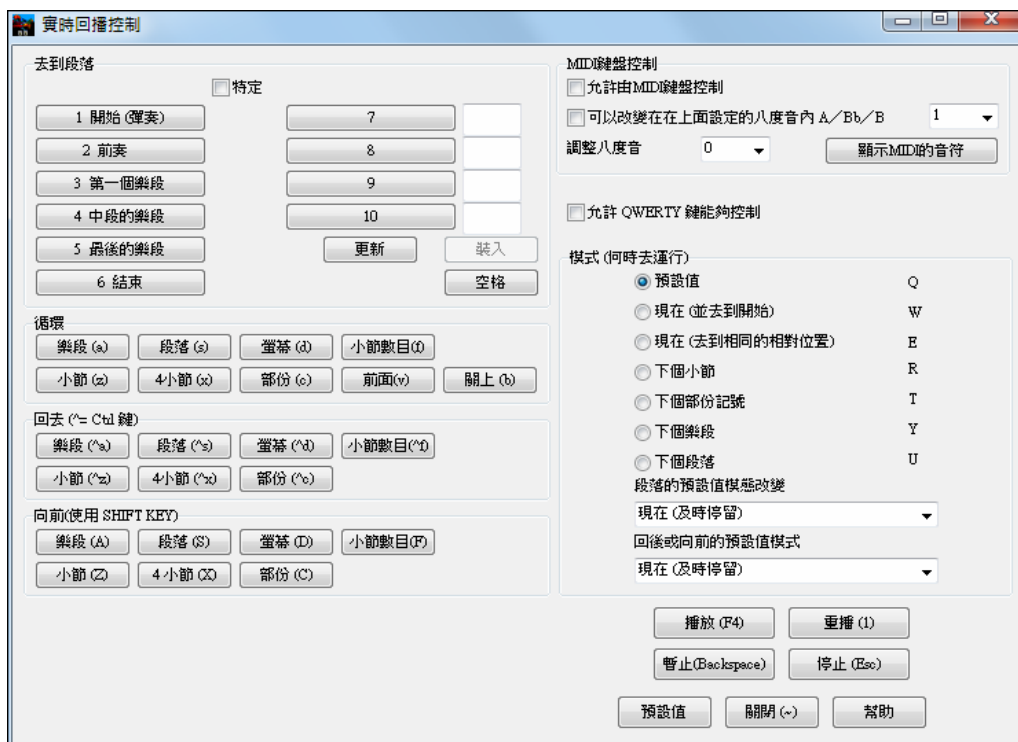 實時回播控制
去到段落
特定
1 開始 (彈奏)
7
2 前奏
8
3 第一個樂段
9
4 中段的樂段
10
5 最後的樂段
更新
裝入
6 結束
空格
循環
樂段 (a)
段落 (s)
螢幕 (d)
小節數目(f)
小節 (z)
4小節 (x)
部份 (c)
前面(v)
關上 (b)
回去 (^= Ctrl 鍵)
樂段 (^a)
段落 (^s)
螢幕 (^d)
小節數目(^f)
小節 (^z)
4小節 (^x)
部份 (^c)
向前(使用 SHIFT KEY)
樂段 (A)
段落 (S)
螢幕 (D)
小節數目(F)
小節 (Z)
4小節 (X)
部份 (C)
MIDI鍵盤控制
允許由MIDI鍵盤控制
可以改變在在上面設定的八度音內 A/Bb/B
1
調整八度音
0
顯示MIDI的音符
允許 QWERTY 鍵能夠控制
模式 (何時去運行)
預設值 Q
現在 (並去到開始) W
現在 (去到相同的相對位置) E
下個小節 R
下個部份記號 T
下個樂段 Y
下個段落 U
段落的預設值模態改變
現在 (及時停留)
回後或向前的預設值模式
現在 (及時停留)
播放 (F4)
重播 (1)
暫止(Backspace)
停止 (Esc)
預設值
關閉 (~)
幫助